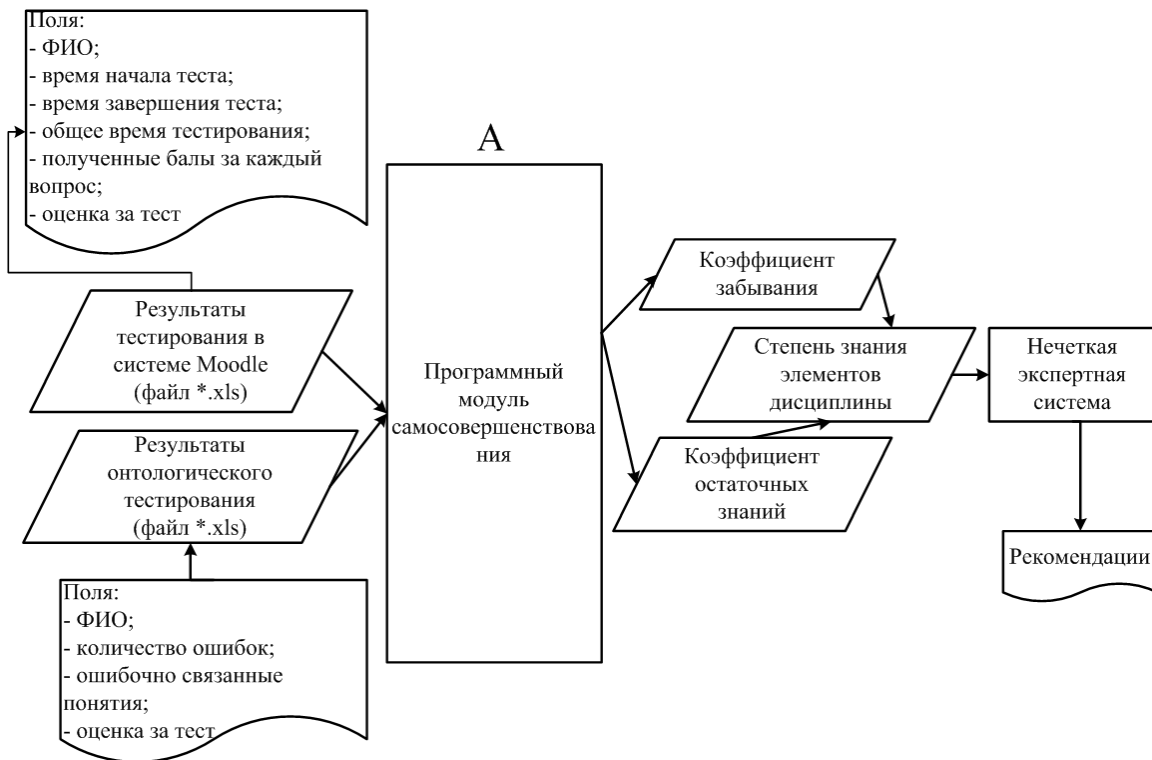 Поля:
- ФИО;
- время начала теста;
- время завершения теста;
- общее время тестирования;
- полученные балы за каждый
вопрос;
- оценка за тест
А
Результаты
тестирования в
системе Moodle
(файл *.xls)
Результаты
онтологического
тестирования
(файл *.xls)
Поля:
- ФИО;
- количество ошибок;
- ошибочно связанные
понятия;
- оценка за тест
Программный
модуль
самосовершенствова
ния
Коэффициент
забывания
Степень знания
элементов
дисциплины
Коэффициент
остаточных
знаний
Нечеткая
экспертная
система
Рекомендации